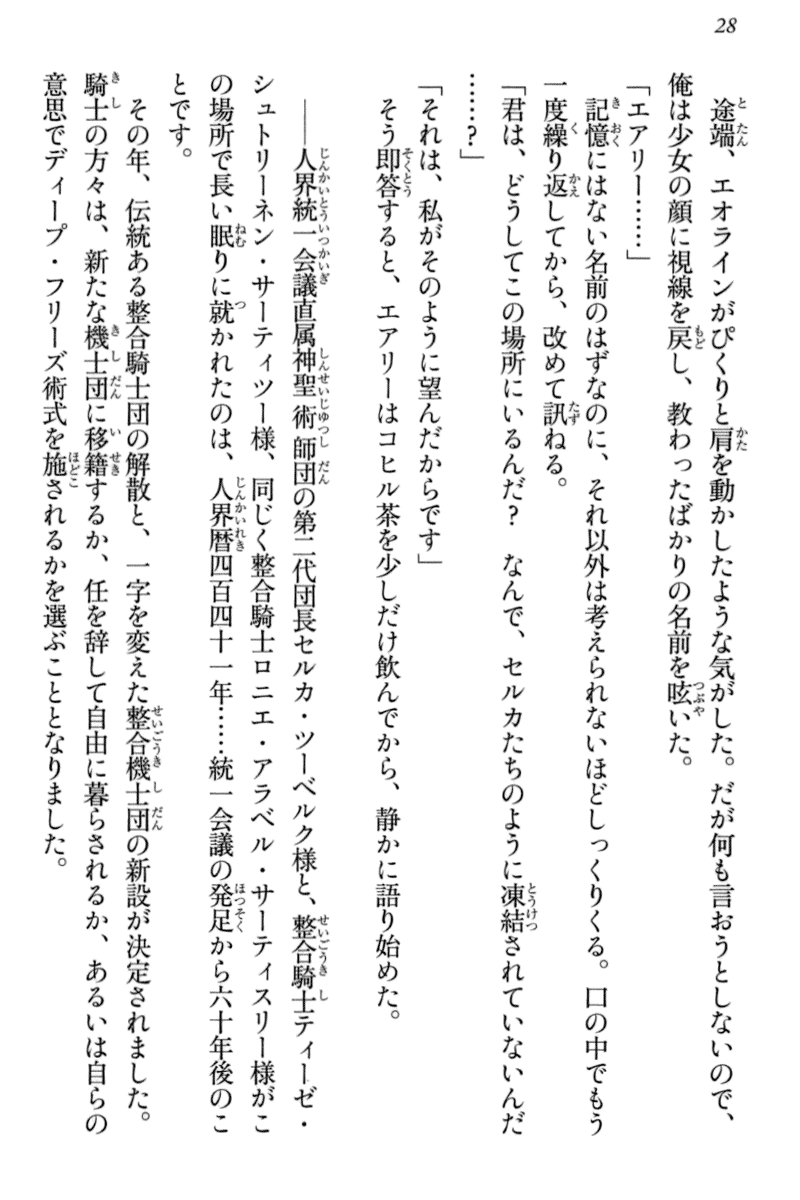 28
途端、エオラインがぴくりと肩を動かしたような気がした。だが何も言おうとしないので、
俺は少女の顔に視線を戻し、教わったばかりの名前を呟いた。
「エアリー……」
記憶にはない名前のはずなのに、それ以外は考えられないほどしっくりくる。口の中でもう
一度繰り返してから、改めて訊ねる。
「君は、どうしてこの場所にいるんだ？　なんで、セルカたちのように凍結されていないんだ
……？」
「それは、私がそのように望んだからです」
そう即答すると、エアリーはコヒル茶を少しだけ飲んでから、静かに語り始めた。
――人界統一会議直属神聖術師団の第二代団長セルカ・ツーベルク様と、整合騎士ティーゼ・
シュトリーネン・サーティツー様、同じく整合騎士ロニエ・アラベル・サーティスリー様がこ
の場所で長い眠りに就かれたのは、人界暦四百四十一年……統一会議の発足から六十年後のこ
とです。
その年、伝統ある整合騎士団の解散と、一字を変えた整合機士団の新設が決定されました。
騎士の方々は、新たな機士団に移籍するか、任を辞して自由に暮らされるか、あるいは自らの
意思でディープ・フリーズ術式を施されるかを選ぶこととなりました。